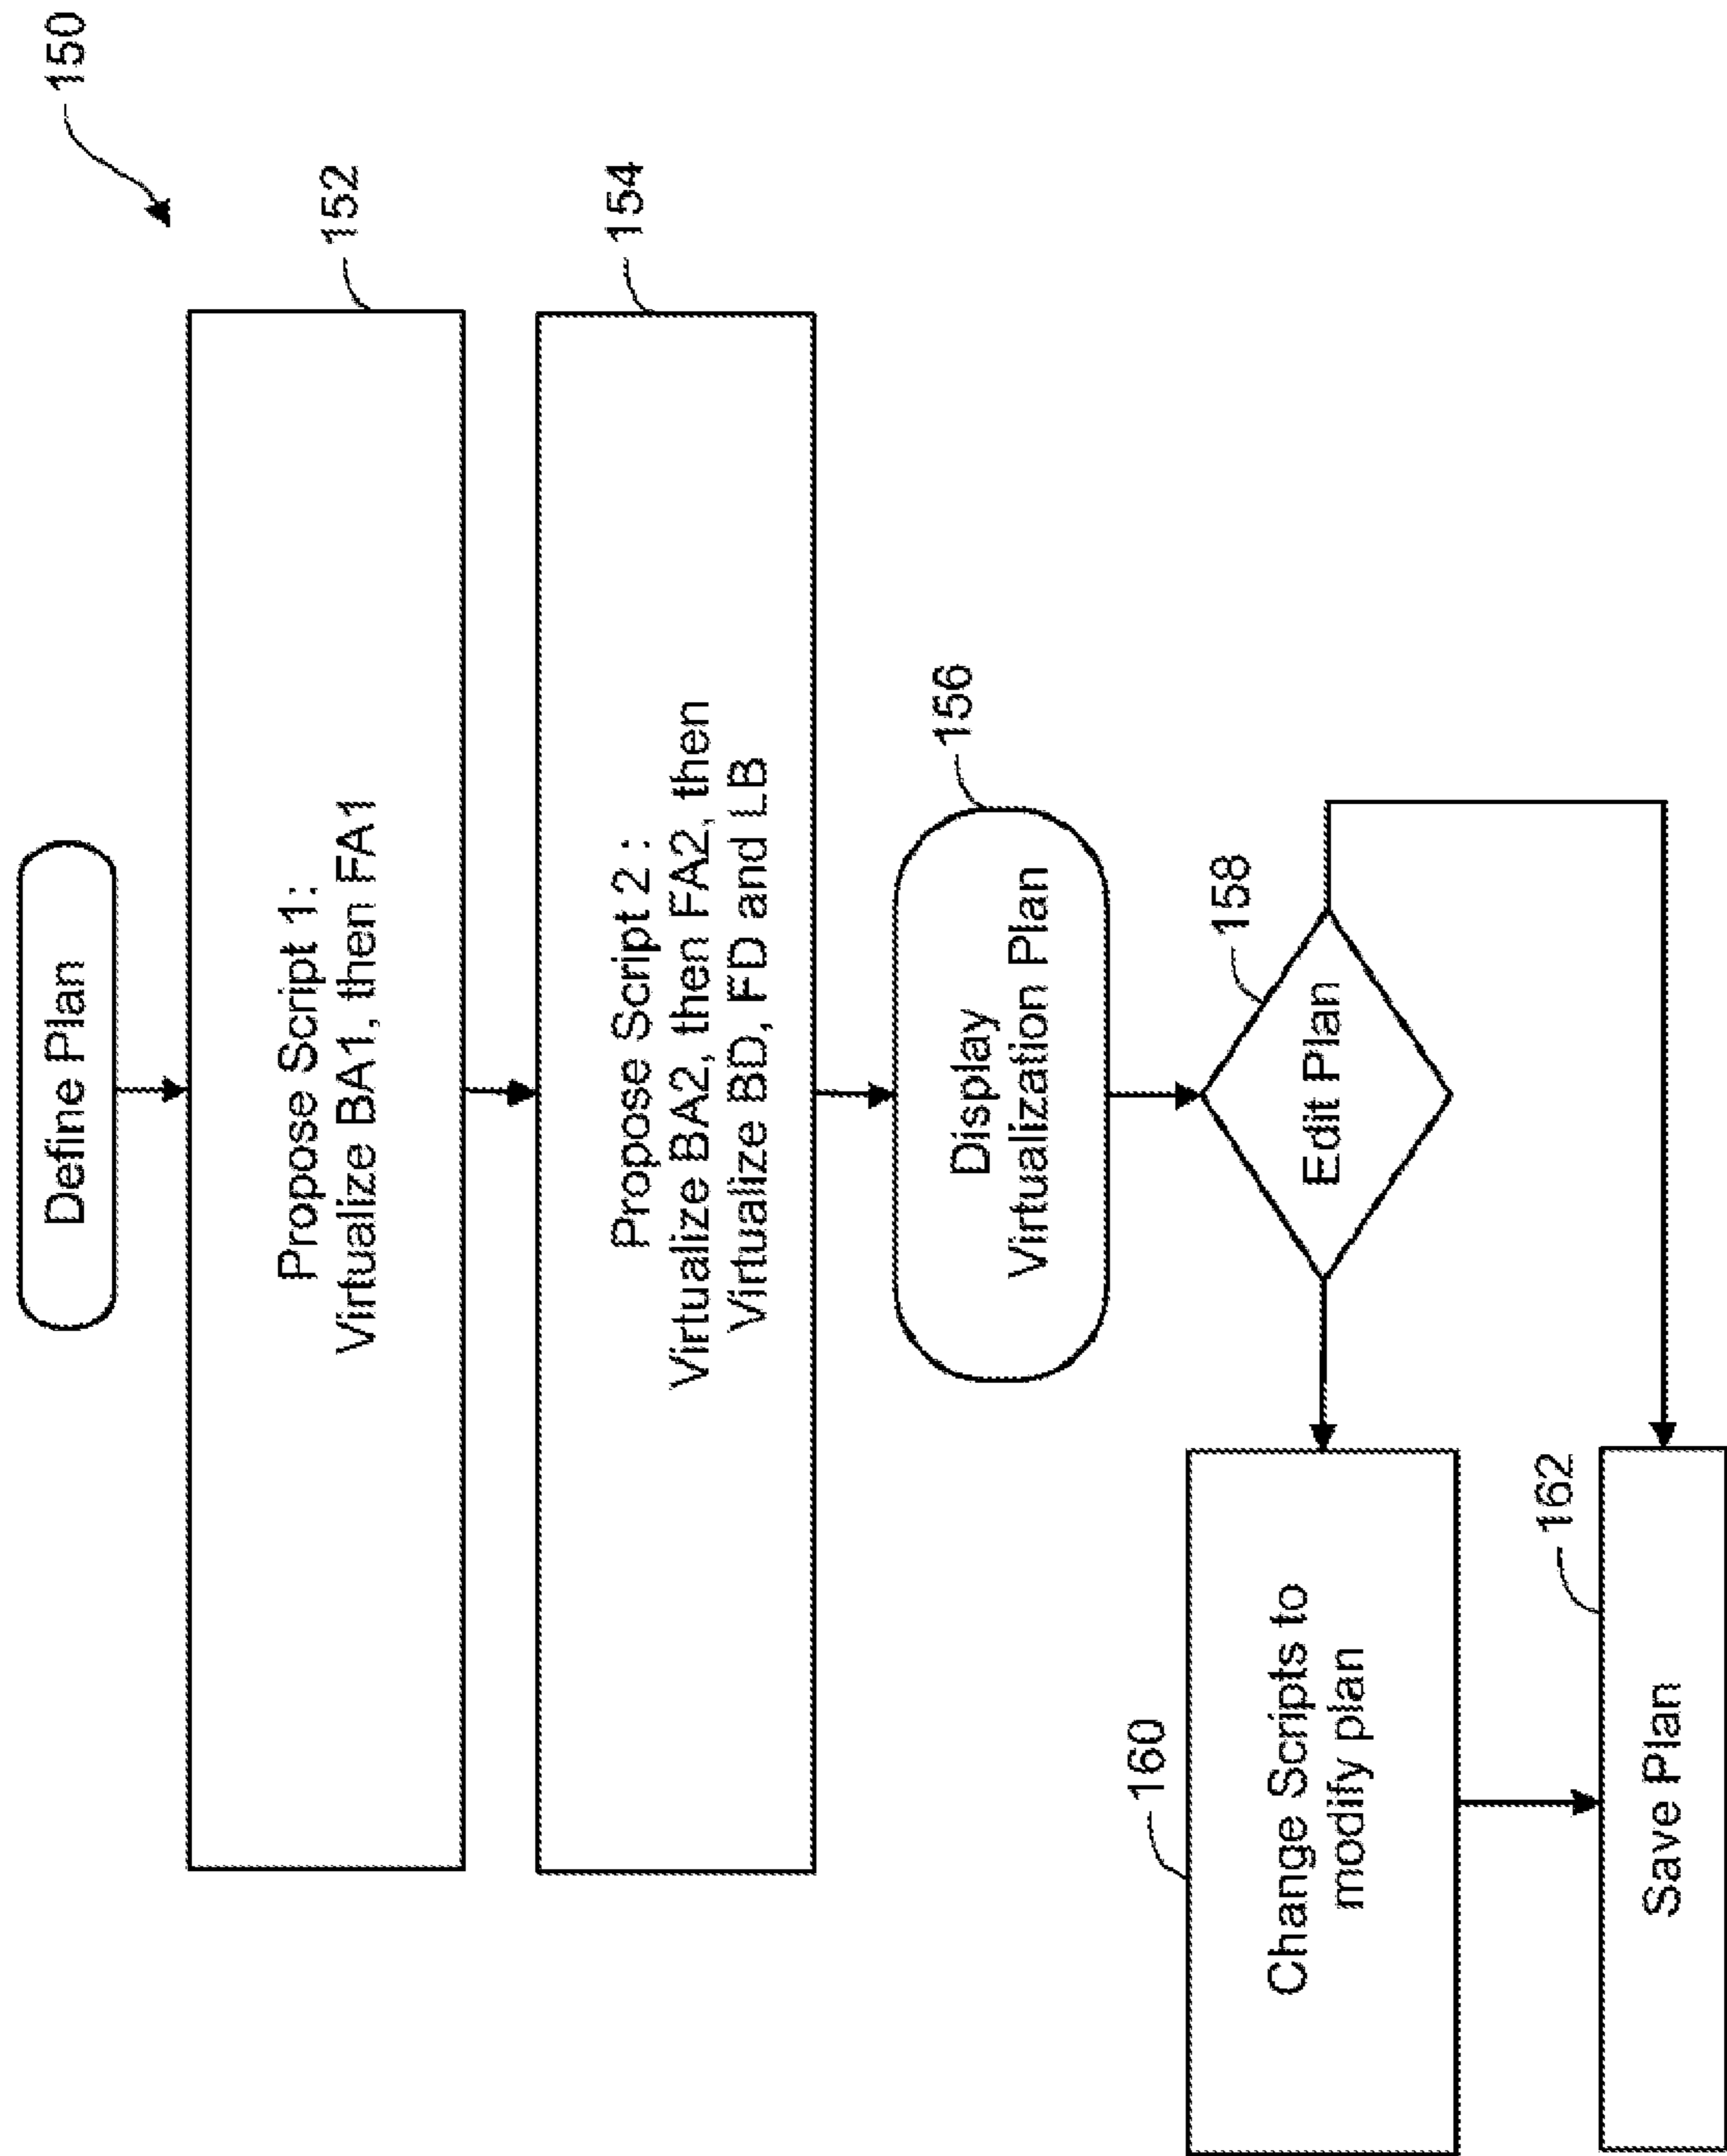 150
Define Plan
152
Propose Script 1:
Virtualize BA1, then FA1
154
Propose Script 2 :
Virtualize BA2, then FA2, then
Virtualize BD, FD and LB
156
Display
Virtualization Plan
158
Edit Plan
160
Change Scripts to
modify plan
162
Save Plan